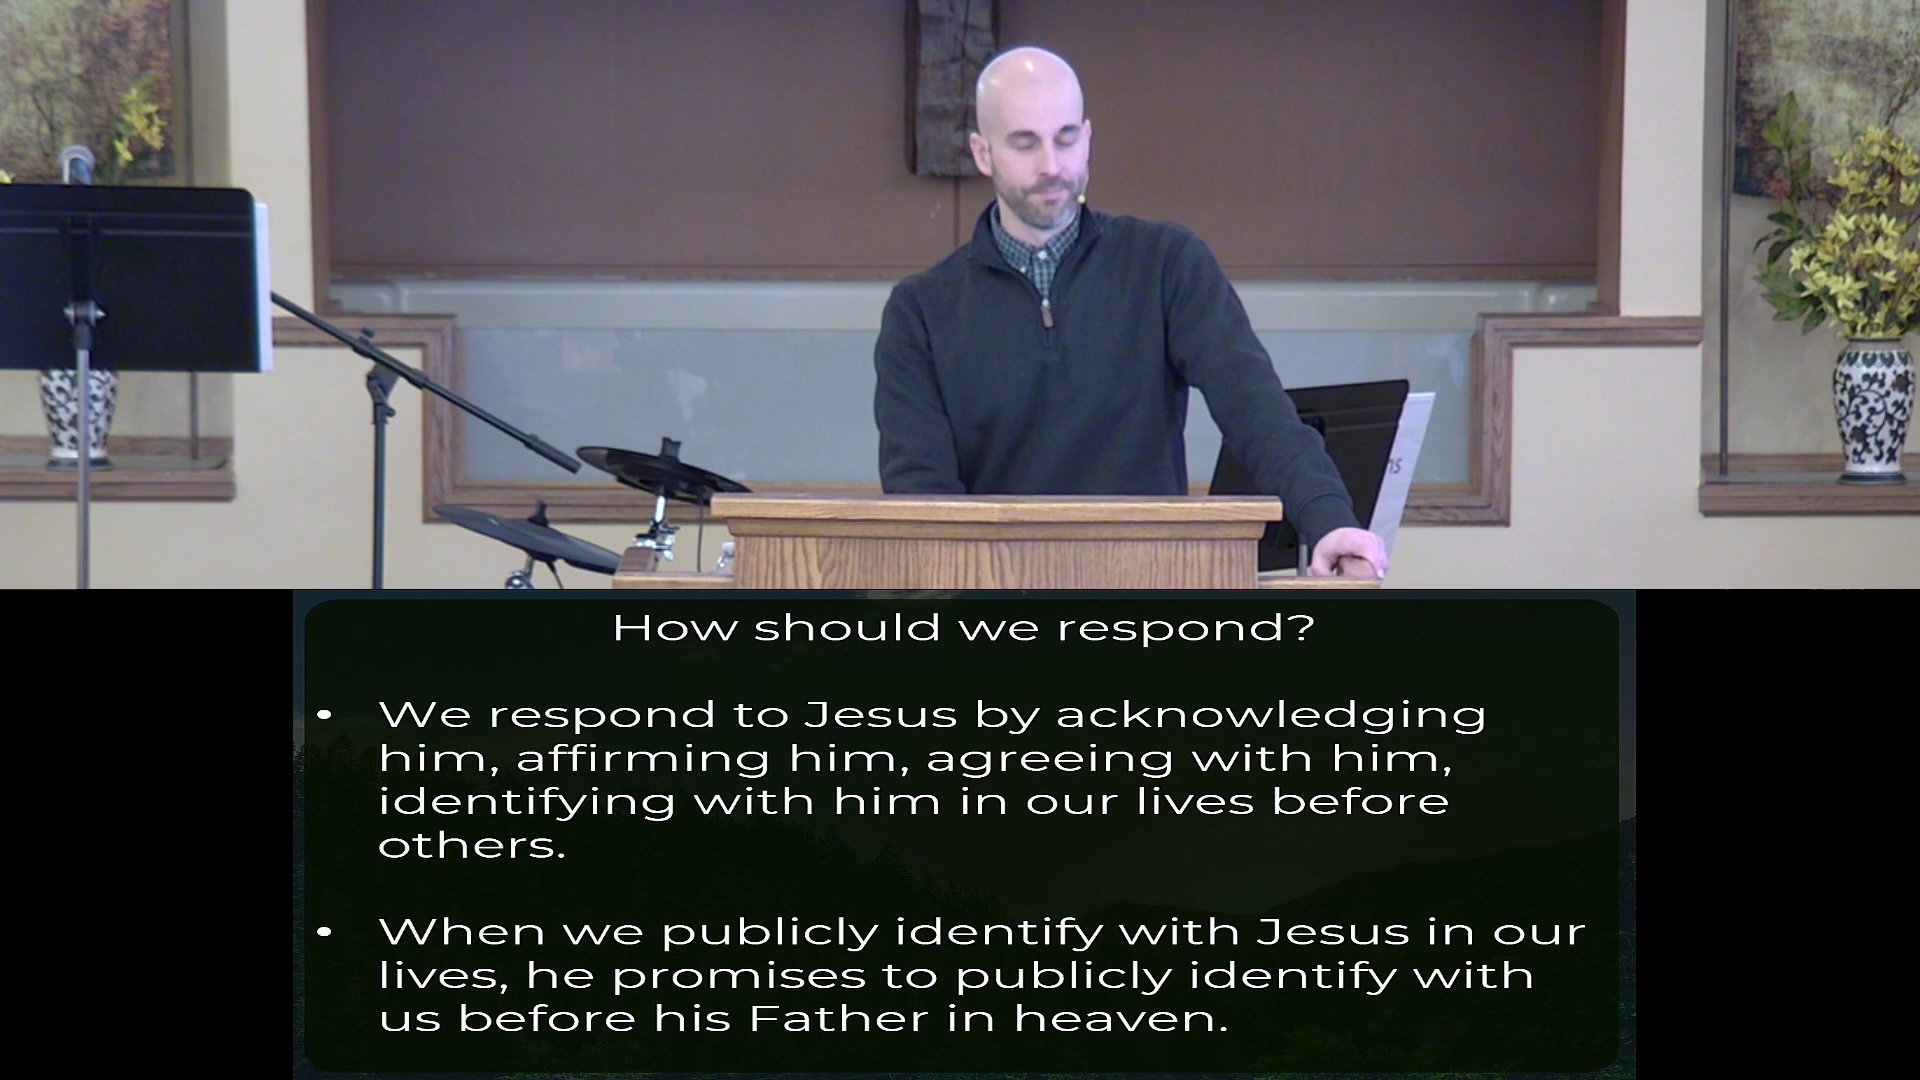 How should we respond?
• We respond to Jesus by acknowledging
him, affirming him, agreeing with him,
identifying with him in our lives before
others.
• When we publicly identify with Jesus in our
lives, he promises to publicly identify with
us before his Father in heaven.